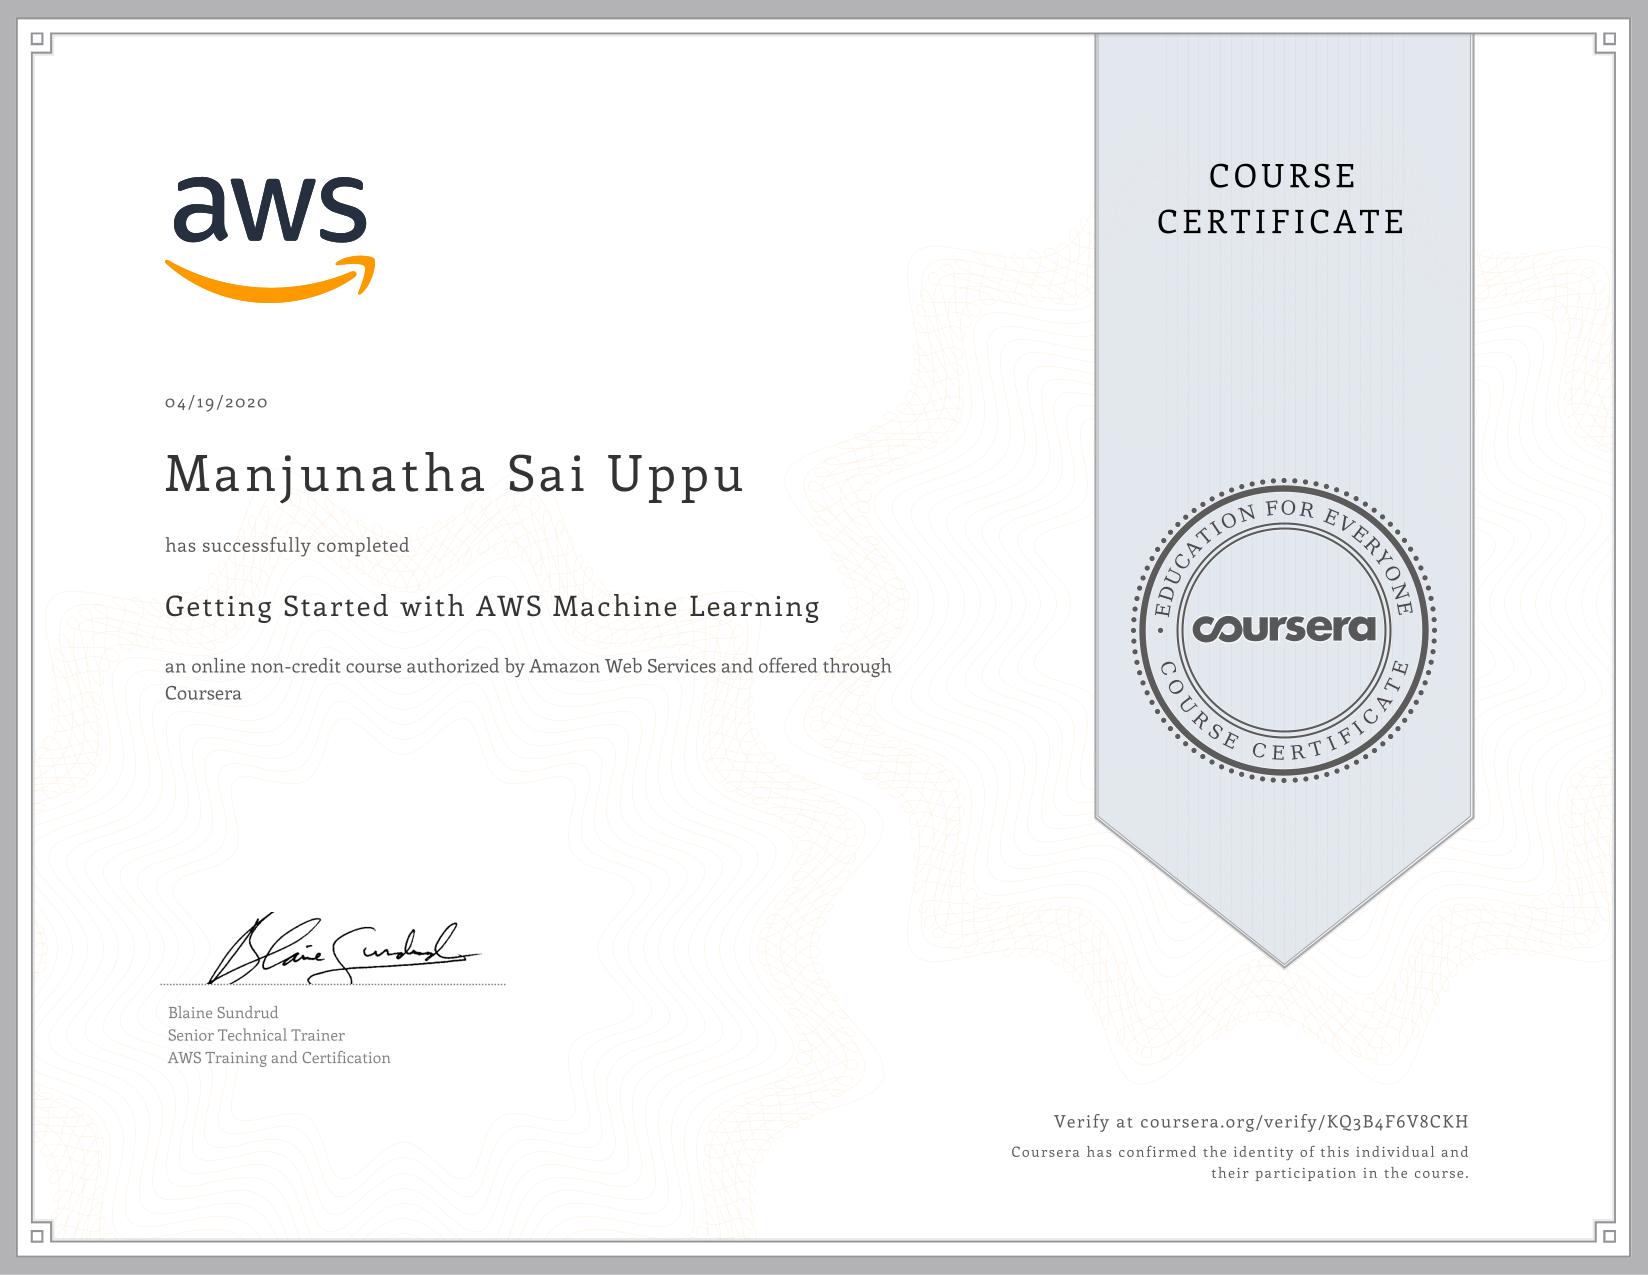 aws
COURSE
CERTIFICATE
04/19/2020
Manjunatha Sai Uppu
has successfully completed
Getting Started with AWS Machine Learning
an online non-credit course authorized by Amazon Web Services and offered through
Coursera
• EDUCATION FOR EVERYONE •
coursera
COURSE CERTIFICATE
Blaine Sundrud
Blaine Sundrud
Senior Technical Trainer
AWS Training and Certification
Verify at coursera.org/verify/KQ3B4F6V8CKH
Coursera has confirmed the identity of this individual and
their participation in the course.